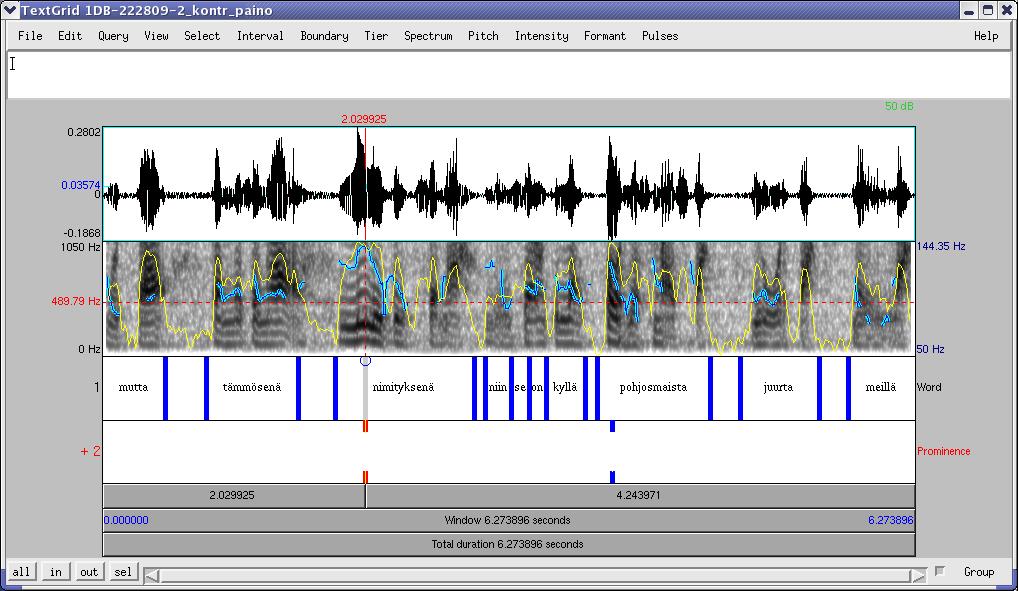 TextGrid 1DB-222809-2_kontr_paino
File Edit Query View Select Interval Boundary Tier Spectrum Pitch Intensity Formant Pulses Help
50 dB
2.029925
0.2802
0.03574
0
-0.1868
1050 Hz 144.35 Hz
489.79 Hz
0 Hz 50 Hz
1 mutta tämmösenä nimityksenä niin se on kyllä pohjosmaista juurta meillä Word
+ 2 Prominence
2.029925 4.243971
0.000000 Window 6.273896 seconds 6.273896
Total duration 6.273896 seconds
all in out sel Group